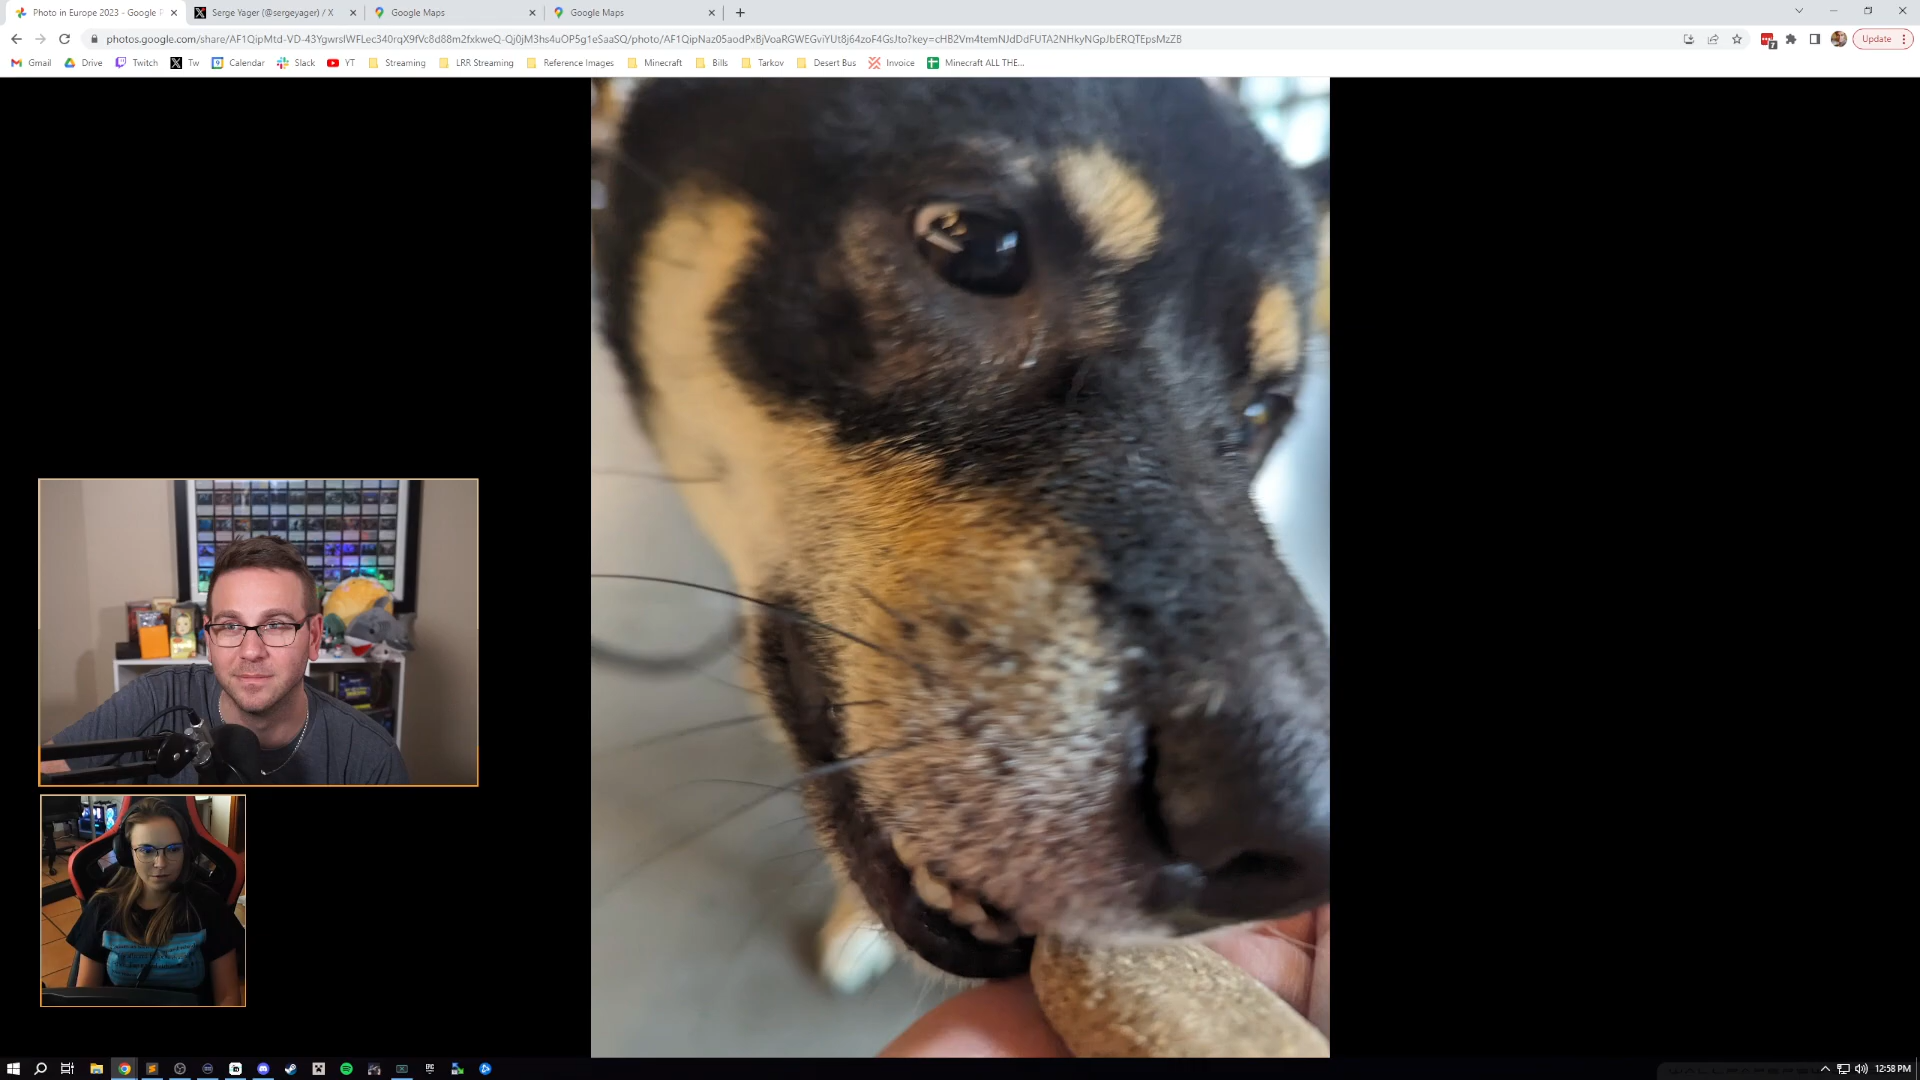 Photo in Europe 2023 - Google P
Serge Yager (@sergeyager) / X
Google Maps
Google Maps
photos.google.com/share/AF1QipMtd-VD-43YgwrslWFLec340rqX9fVc8d88m2fxkweQ-Qj0jM3hs4uOP5g1eSaaSQ/photo/AF1QipNaz05aodPxBjVoaRGWEGviYUt8j64zoF4GsJto?key=cHB2Vm4temNJdDdFUTA2NHkyNGpJbERQTEpsMzZB
Update
Gmail
Drive
Twitch
Tw
Calendar
Slack
YT
Streaming
LRR Streaming
Reference Images
Minecraft
Bills
Tarkov
Desert Bus
Invoice
Minecraft ALL THE...
12:58 PM